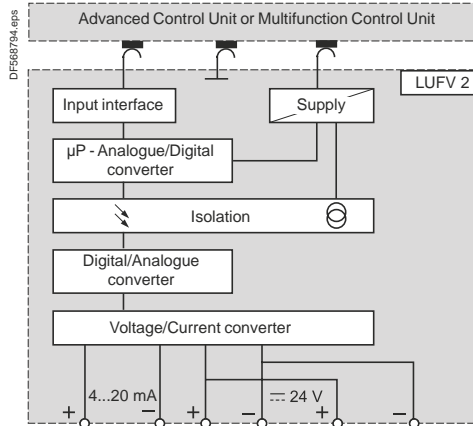 DF568794.eps
Advanced Control Unit or Multifunction Control Unit
LUFV 2
Input interface
Supply
µP - Analogue/Digital
converter
Isolation
Digital/Analogue
converter
Voltage/Current converter
4...20 mA
24 V
+ – + – + –